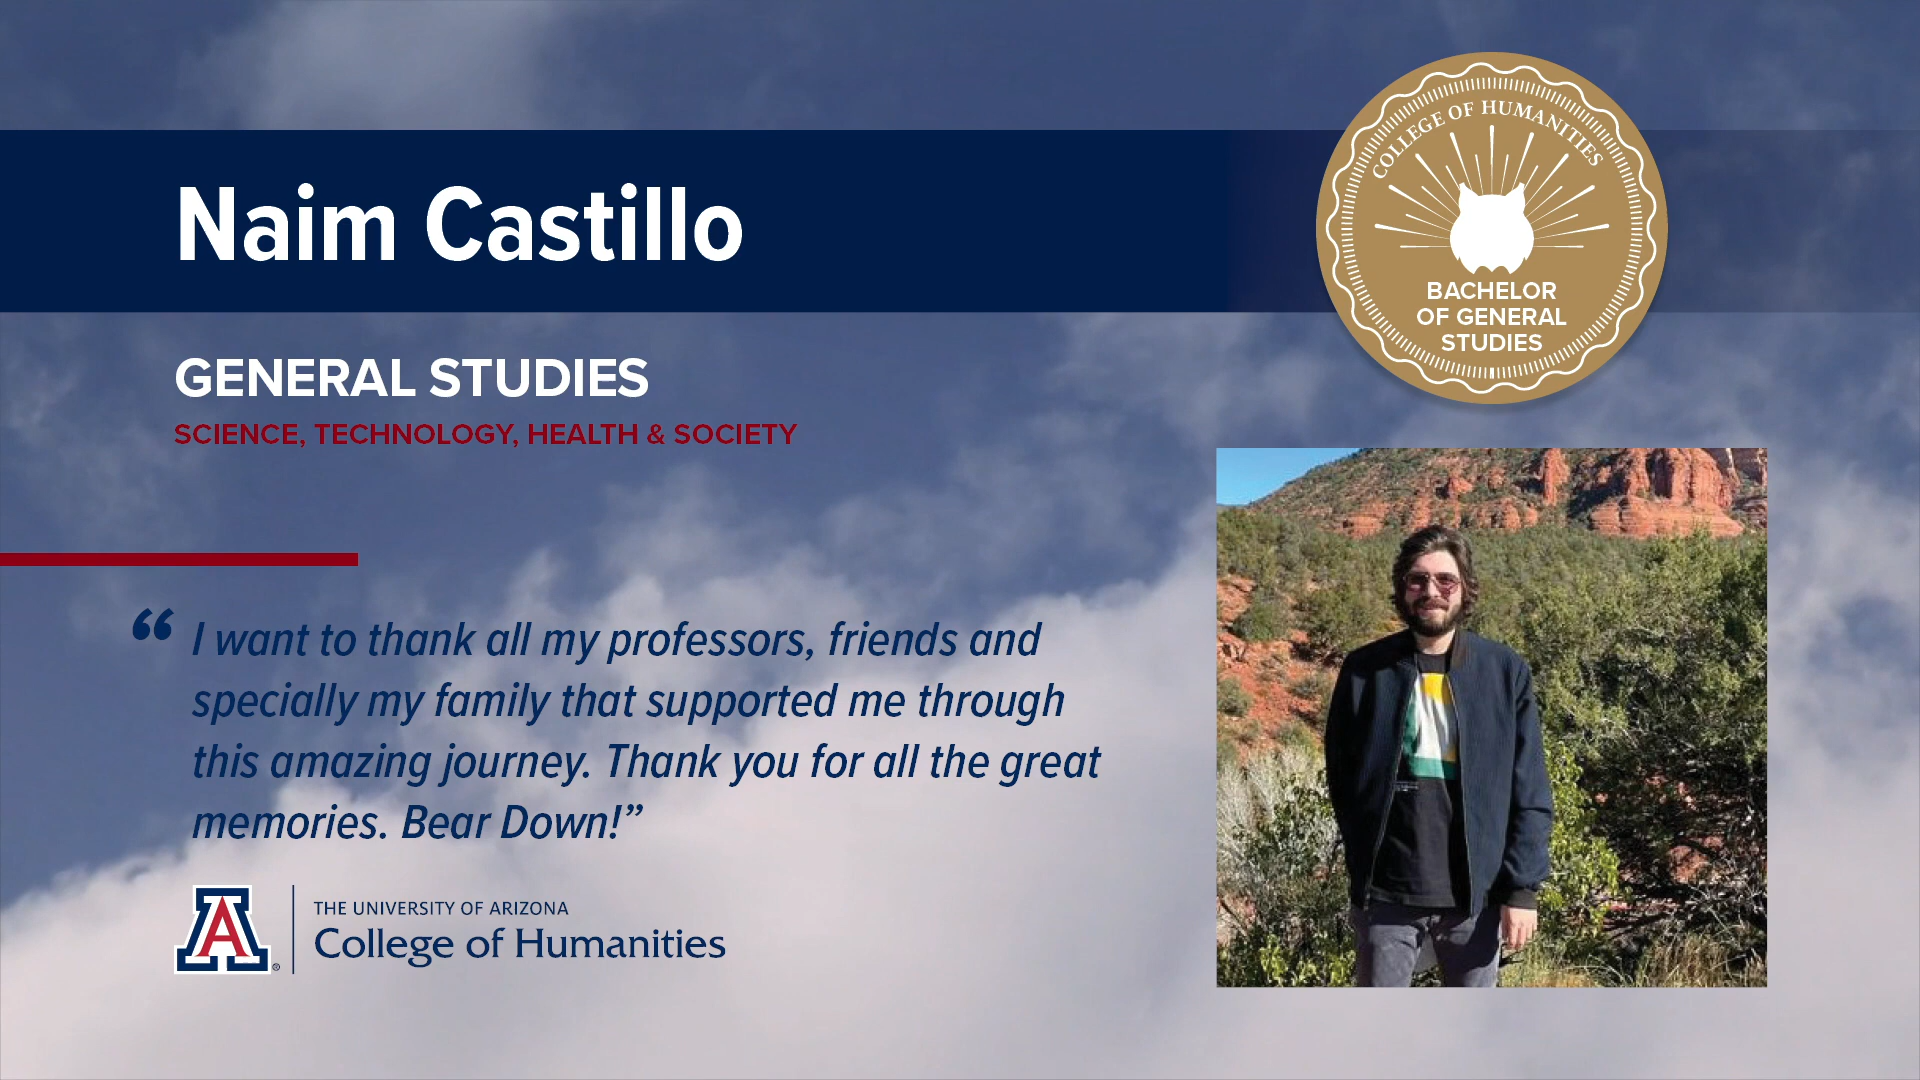 COLLEGE OF HUMANITIES
Naim Castillo
BACHELOR
OF GENERAL
STUDIES
GENERAL STUDIES
SCIENCE, TECHNOLOGY, HEALTH & SOCIETY
“ I want to thank all my professors, friends and
specially my family that supported me through
this amazing journey. Thank you for all the great
memories. Bear Down!”
A®
THE UNIVERSITY OF ARIZONA
College of Humanities